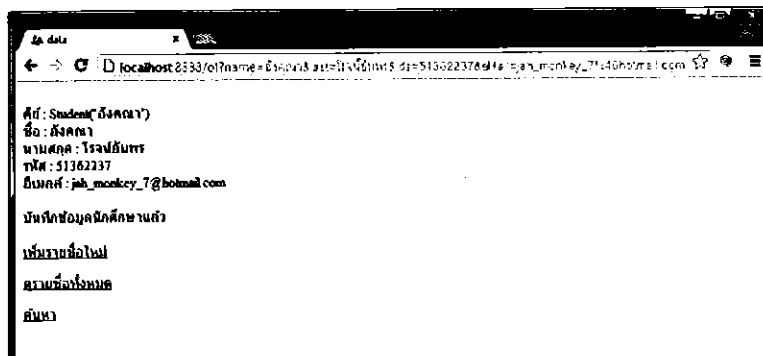 data
localhost:8888/
คีย์ : Student("อังคณา")
ชื่อ : อังคณา
นามสกุล : โรจน์อัมพร
รหัส : 51362237
อีเมลล์ : jah_monkey_7@hotmail.com
บันทึกข้อมูลนักศึกษาแล้ว
เพิ่มรายชื่อใหม่
ดูรายชื่อทั้งหมด
ค้นหา